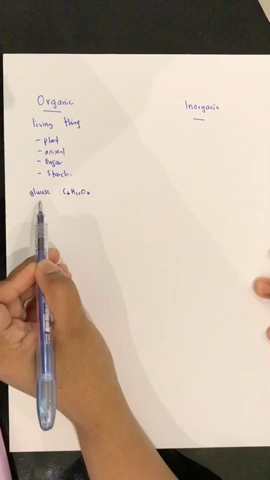 Organic
Inorganic
living thing
- plant
- animal
- Sugar
- Starch.
glucose : C₆H₁₂O₆